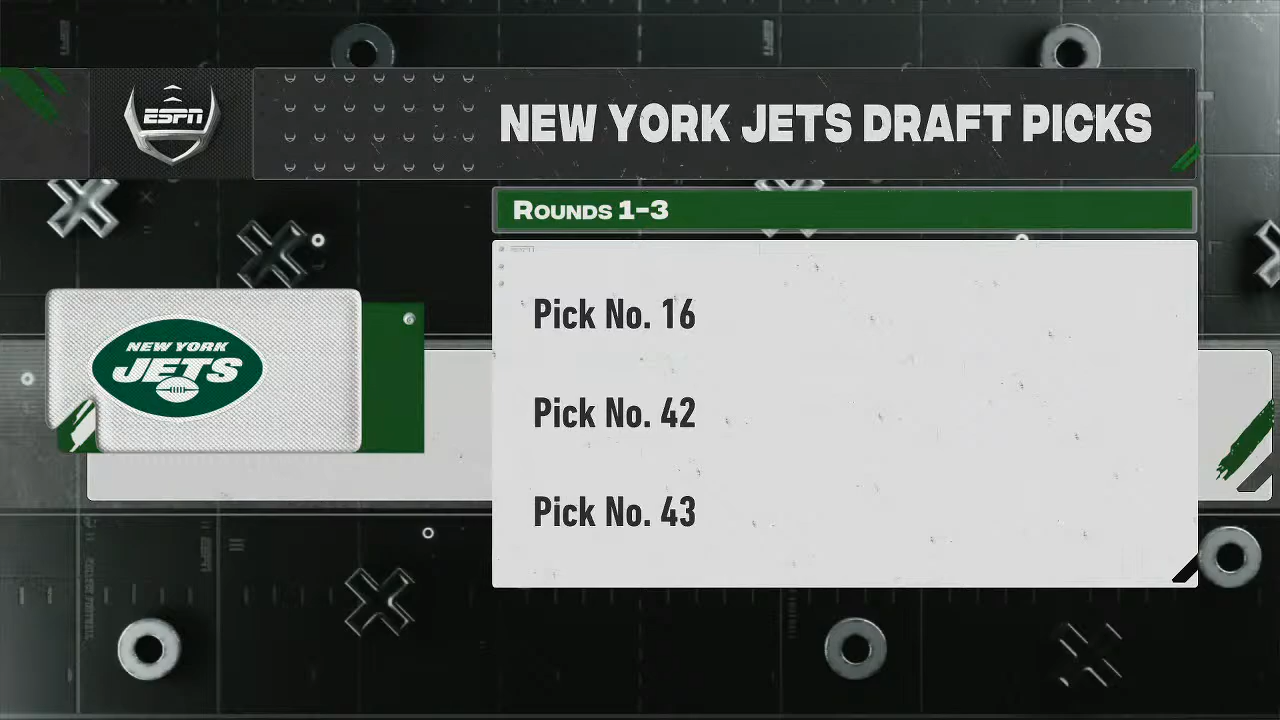 ESPN
NEW YORK JETS DRAFT PICKS
ROUNDS 1-3
NEW YORK
JETS
Pick No. 16
Pick No. 42
Pick No. 43